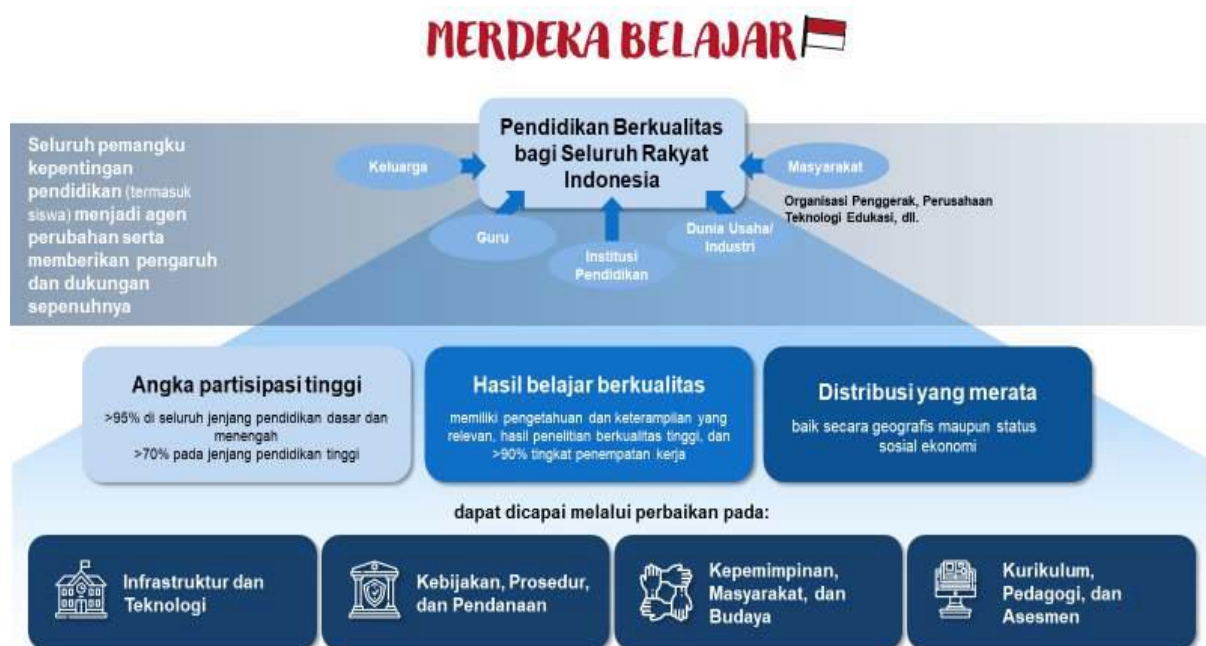 MERDEKA BELAJAR
Pendidikan Berkualitas
bagi Seluruh Rakyat
Indonesia
Seluruh pemangku
kepentingan
pendidikan (termasuk
siswa) menjadi agen
perubahan serta
memberikan pengaruh
dan dukungan
sepenuhnya
Keluarga
Guru
Institusi
Pendidikan
Dunia Usaha/
Industri
Masyarakat
Organisasi Penggerak, Perusahaan
Teknologi Edukasi, dll.
Angka partisipasi tinggi
>95% di seluruh jenjang pendidikan dasar dan
menengah
>70% pada jenjang pendidikan tinggi
Hasil belajar berkualitas
memiliki pengetahuan dan keterampilan yang
relevan, hasil penelitian berkualitas tinggi, dan
>90% tingkat penempatan kerja
Distribusi yang merata
baik secara geografis maupun status
sosial ekonomi
dapat dicapai melalui perbaikan pada:
Infrastruktur dan
Teknologi
Kebijakan, Prosedur,
dan Pendanaan
Kepemimpinan,
Masyarakat, dan
Budaya
Kurikulum,
Pedagogi, dan
Asesmen